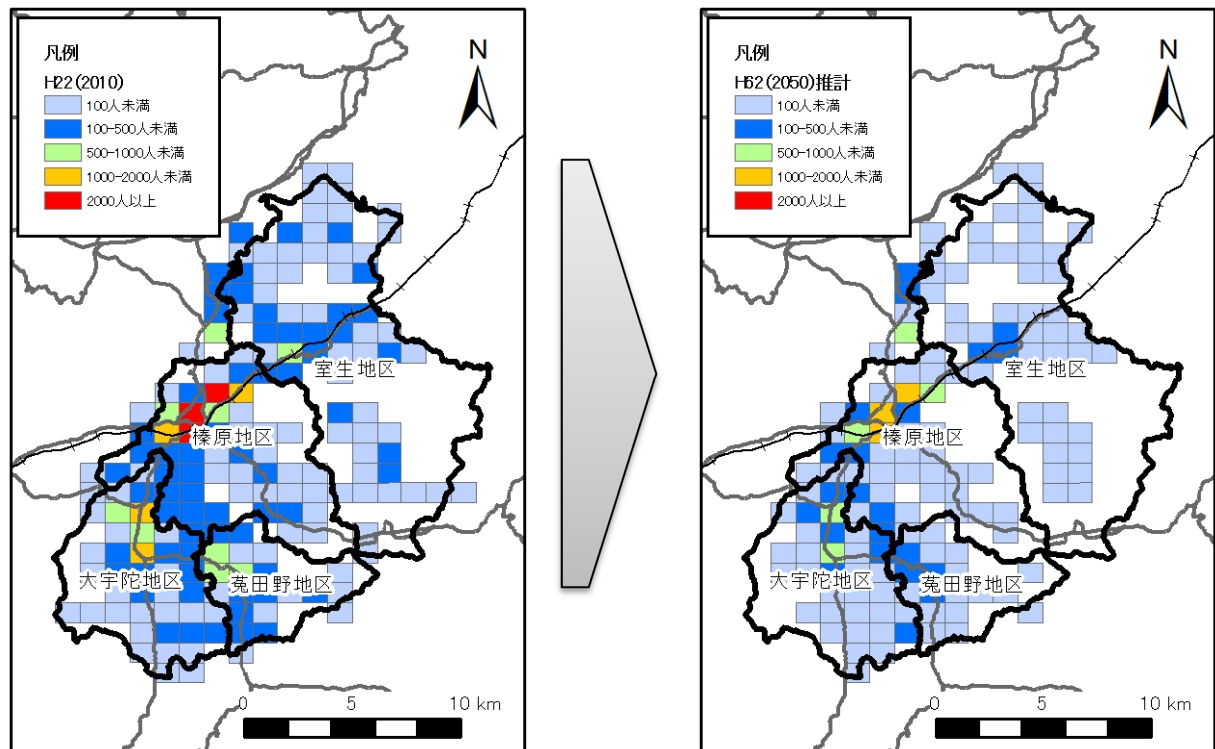 凡例
H22(2010)
100人未満
100-500人未満
500-1000人未満
1000-2000人未満
2000人以上
N
室生地区
榛原地区
大宇陀地区
菟田野地区
0 5 10 km
凡例
H62(2050)推計
100人未満
100-500人未満
500-1000人未満
1000-2000人未満
2000人以上
N
室生地区
榛原地区
大宇陀地区
菟田野地区
0 5 10 km